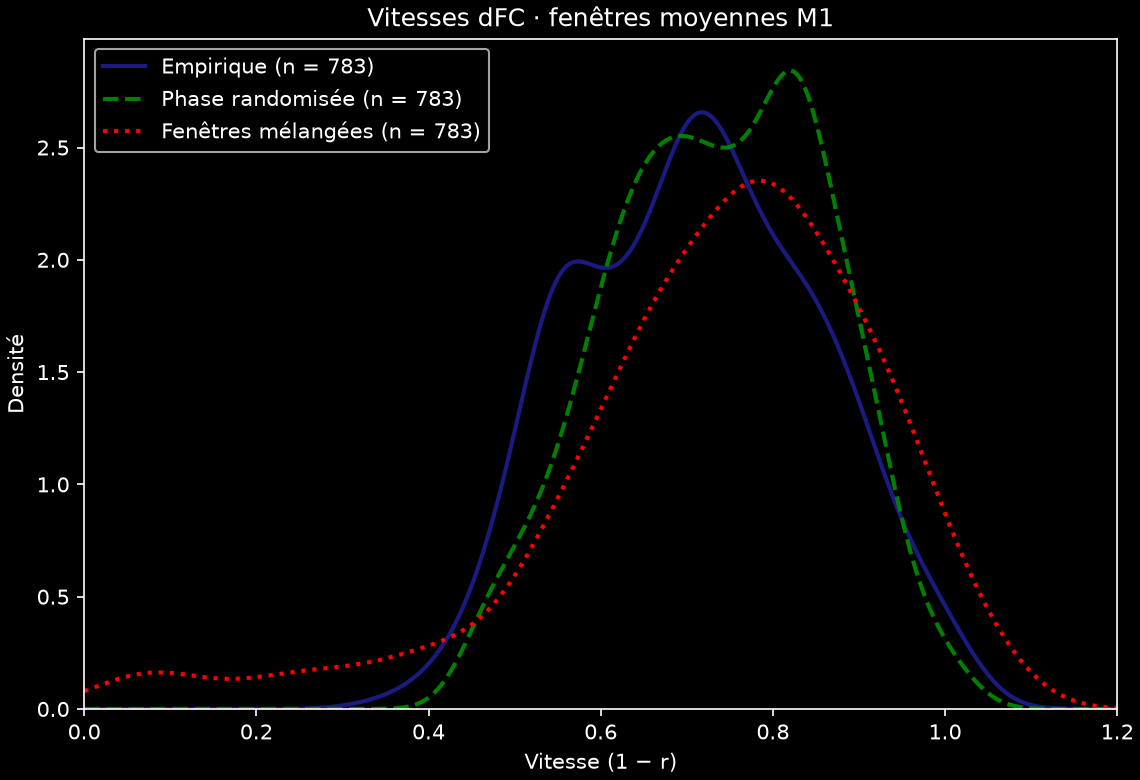 Vitesses dFC · fenêtres moyennes M1
Empirique (n = 783)
Phase randomisée (n = 783)
Fenêtres mélangées (n = 783)
Densité
2.5
2.0
1.5
1.0
0.5
0.0
0.0 0.2 0.4 0.6 0.8 1.0 1.2
Vitesse (1 − r)